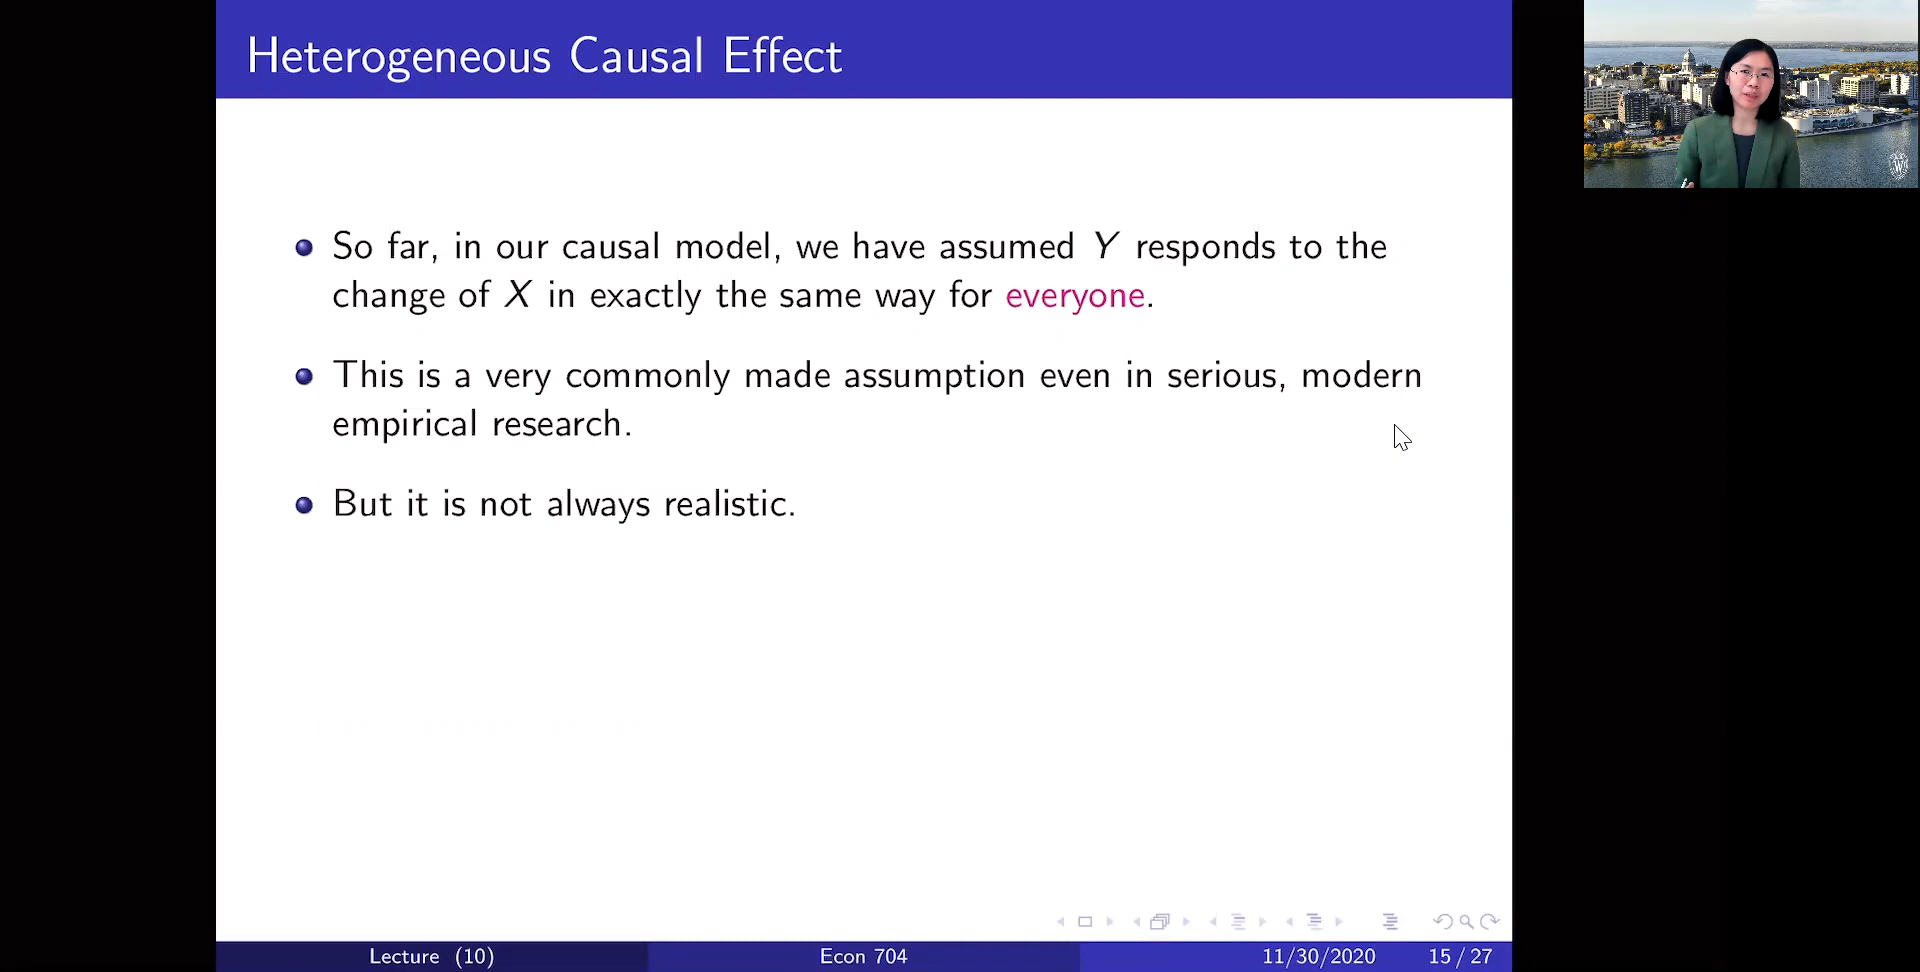 Heterogeneous Causal Effect
So far, in our causal model, we have assumed Y responds to the
change of X in exactly the same way for everyone.
This is a very commonly made assumption even in serious, modern
empirical research.
But it is not always realistic.
Lecture (10) Econ 704 11/30/2020 15 / 27
W